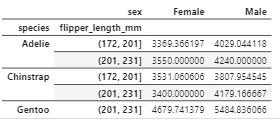 sex Female Male
species flipper_length_mm
Adelie (172, 201] 3369.366197 4029.044118
(201, 231] 3550.000000 4240.000000
Chinstrap (172, 201] 3531.060606 3807.954545
(201, 231] 3400.000000 4179.166667
Gentoo (201, 231] 4679.741379 5484.836066